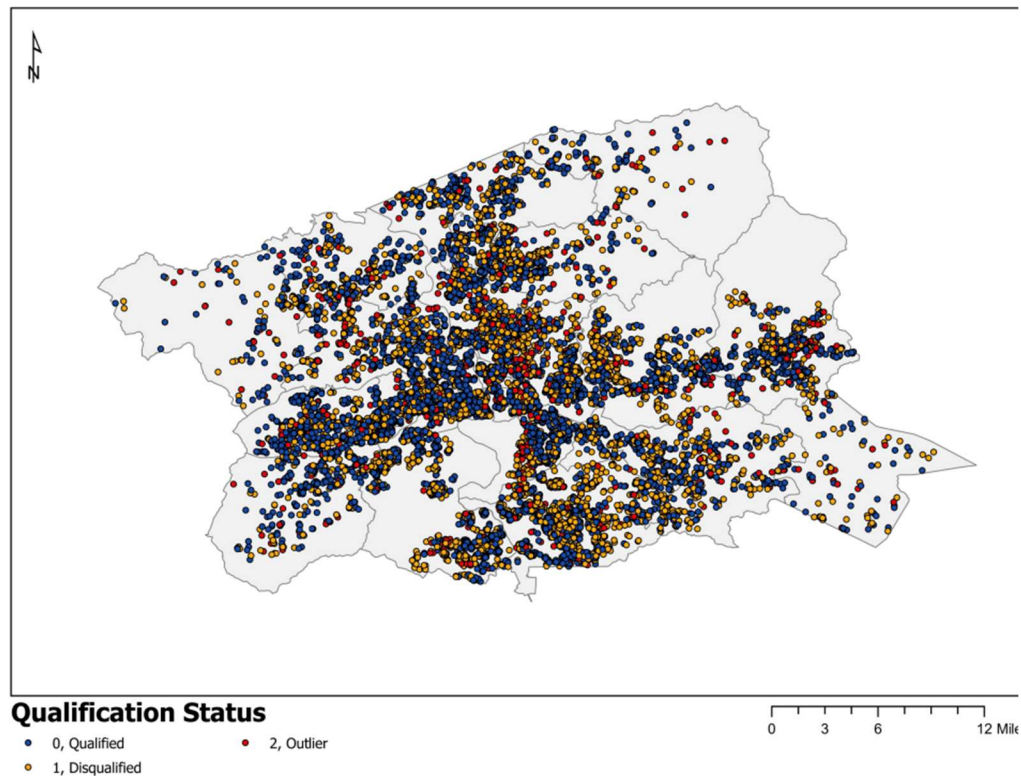 N
Qualification Status
0, Qualified
2, Outlier
1, Disqualified
0 3 6 12 Mile